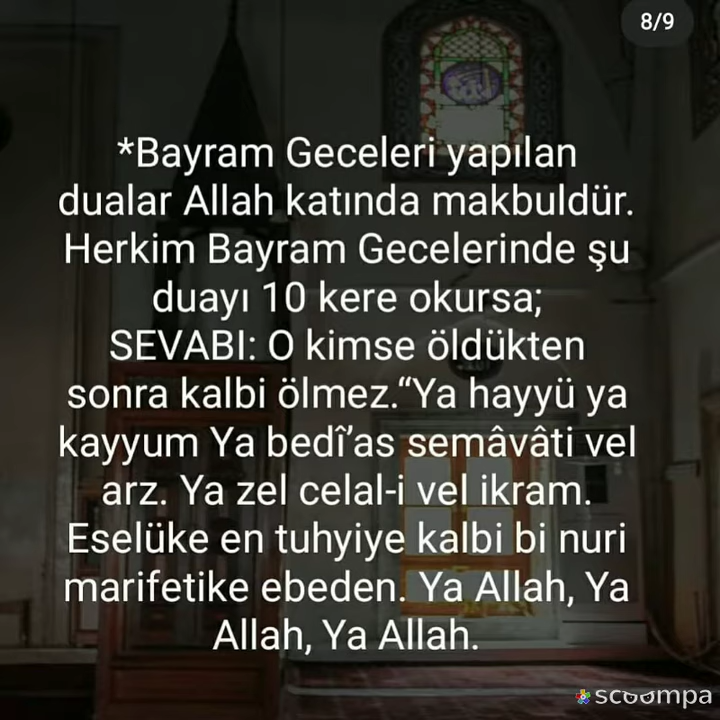 8/9
*Bayram Geceleri yapılan
dualar Allah katında makbuldür.
Herkim Bayram Gecelerinde şu
duayı 10 kere okursa;
SEVABI: O kimse öldükten
sonra kalbi ölmez.“Ya hayyü ya
kayyum Ya bedî’as semâvâti vel
arz. Ya zel celal-i vel ikram.
Eselüke en tuhyiye kalbi bi nuri
marifetike ebeden. Ya Allah, Ya
Allah, Ya Allah.
scoompa